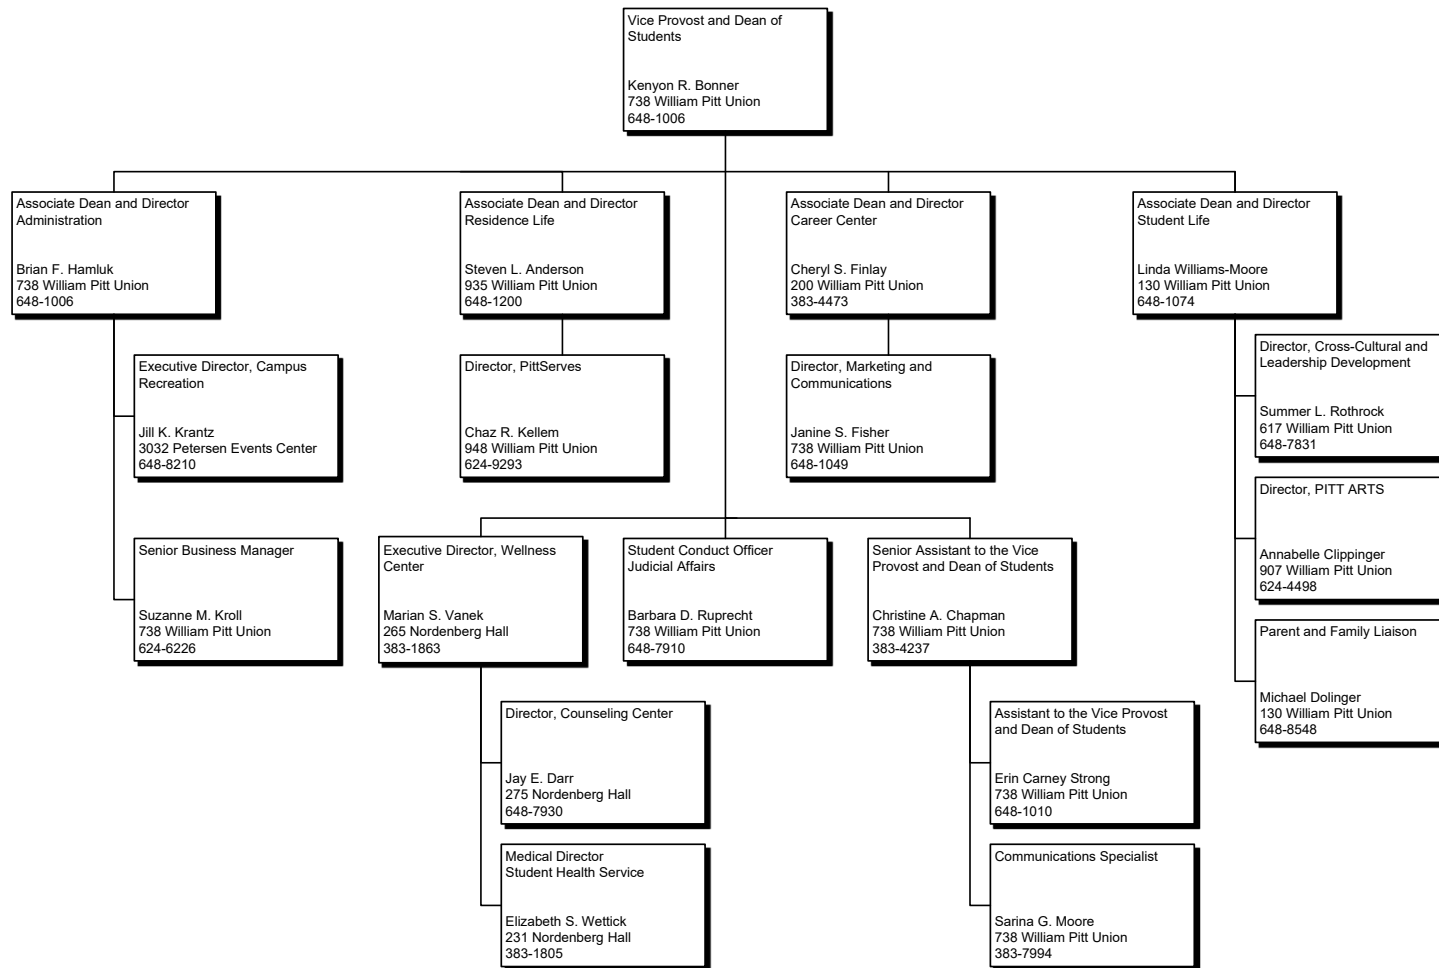 Vice Provost and Dean of
Students
Kenyon R. Bonner
738 William Pitt Union
648-1006
Associate Dean and Director
Administration
Brian F. Hamluk
738 William Pitt Union
648-1006
Associate Dean and Director
Residence Life
Steven L. Anderson
935 William Pitt Union
648-1200
Associate Dean and Director
Career Center
Cheryl S. Finlay
200 William Pitt Union
383-4473
Associate Dean and Director
Student Life
Linda Williams-Moore
130 William Pitt Union
648-1074
Executive Director, Campus
Recreation
Jill K. Krantz
3032 Petersen Events Center
648-8210
Director, PittServes
Chaz R. Kellem
948 William Pitt Union
624-9293
Director, Marketing and
Communications
Janine S. Fisher
738 William Pitt Union
648-1049
Director, Cross-Cultural and
Leadership Development
Summer L. Rothrock
617 William Pitt Union
648-7831
Director, PITT ARTS
Annabelle Clippinger
907 William Pitt Union
624-4498
Senior Business Manager
Suzanne M. Kroll
738 William Pitt Union
624-6226
Executive Director, Wellness
Center
Marian S. Vanek
265 Nordenberg Hall
383-1863
Student Conduct Officer
Judicial Affairs
Barbara D. Ruprecht
738 William Pitt Union
648-7910
Senior Assistant to the Vice
Provost and Dean of Students
Christine A. Chapman
738 William Pitt Union
383-4237
Parent and Family Liaison
Michael Dolinger
130 William Pitt Union
648-8548
Director, Counseling Center
Jay E. Darr
275 Nordenberg Hall
648-7930
Assistant to the Vice Provost
and Dean of Students
Erin Carney Strong
738 William Pitt Union
648-1010
Medical Director
Student Health Service
Elizabeth S. Wettick
231 Nordenberg Hall
383-1805
Communications Specialist
Sarina G. Moore
738 William Pitt Union
383-7994